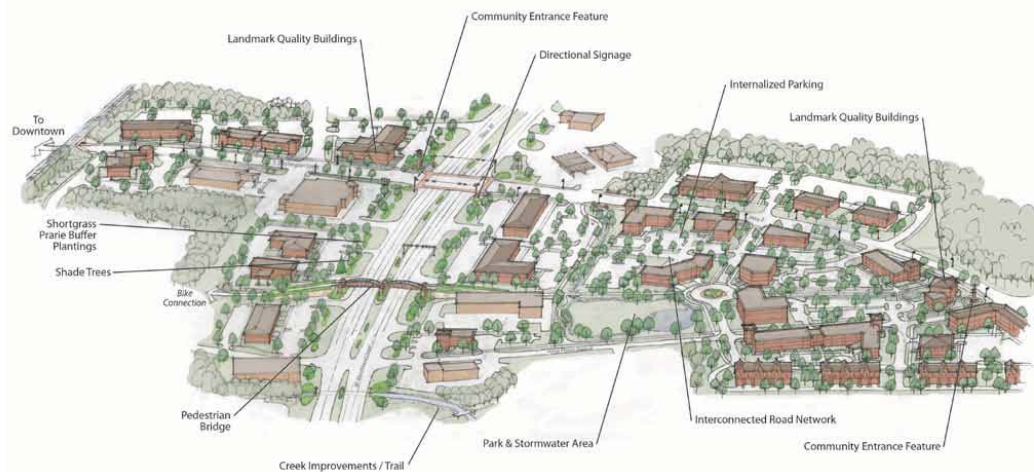 Community Entrance Feature
Landmark Quality Buildings
Directional Signage
Internalized Parking
Landmark Quality Buildings
To
Downtown
Shortgrass
Prarie Buffer
Plantings
Shade Trees
Bike
Connection
Pedestrian
Bridge
Creek Improvements / Trail
Park & Stormwater Area
Interconnected Road Network
Community Entrance Feature